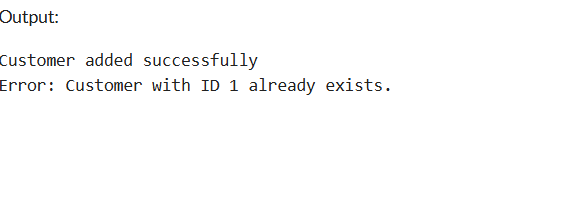 Output:
Customer added successfully
Error: Customer with ID 1 already exists.